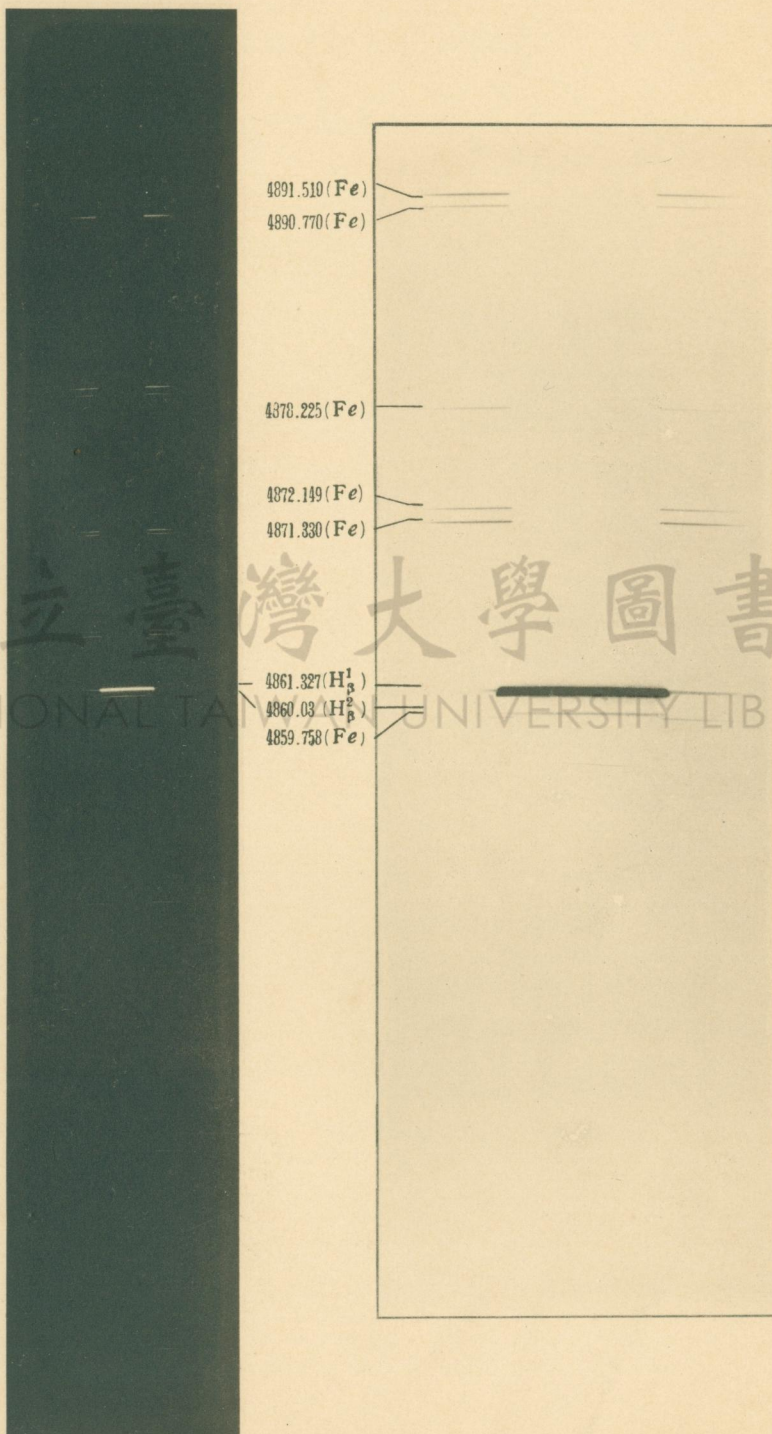 4891.510(Fe)
4890.770(Fe)
4878.225(Fe)
4872.149(Fe)
4871.330(Fe)
立臺灣大學圖書
4861.327(H¹β)
4860.03(H²β)
IONAL TAIWAN UNIVERSITY LIB
4859.758(Fe)